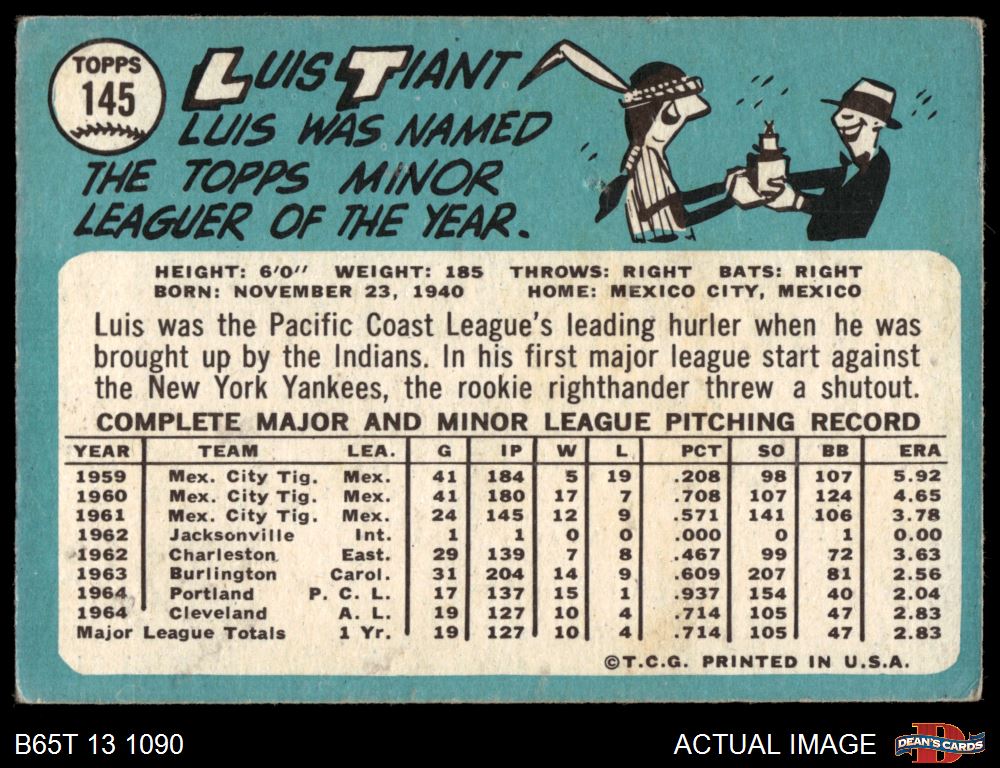 TOPPS
145
LUIS TIANT
LUIS WAS NAMED
THE TOPPS MINOR
LEAGUER OF THE YEAR.
HEIGHT: 6'0" WEIGHT: 185 THROWS: RIGHT BATS: RIGHT
BORN: NOVEMBER 23, 1940 HOME: MEXICO CITY, MEXICO
Luis was the Pacific Coast League's leading hurler when he was
brought up by the Indians. In his first major league start against
the New York Yankees, the rookie righthander threw a shutout.
COMPLETE MAJOR AND MINOR LEAGUE PITCHING RECORD
YEAR TEAM LEA. G IP W L PCT SO BB ERA
1959 Mex. City Tig. Mex. 41 184 5 19 .208 98 107 5.92
1960 Mex. City Tig. Mex. 41 180 17 7 .708 107 124 4.65
1961 Mex. City Tig. Mex. 24 145 12 9 .571 141 106 3.78
1962 Jacksonville Int. 1 1 0 0 .000 0 1 0.00
1962 Charleston East. 29 139 7 8 .467 99 72 3.63
1963 Burlington Carol. 31 204 14 9 .609 207 81 2.56
1964 Portland P. C. L. 17 137 15 1 .937 154 40 2.04
1964 Cleveland A. L. 19 127 10 4 .714 105 47 2.83
Major League Totals 1 Yr. 19 127 10 4 .714 105 47 2.83
©T.C.G. PRINTED IN U.S.A.
B65T 13 1090
ACTUAL IMAGE
D
DEAN'S CARDS